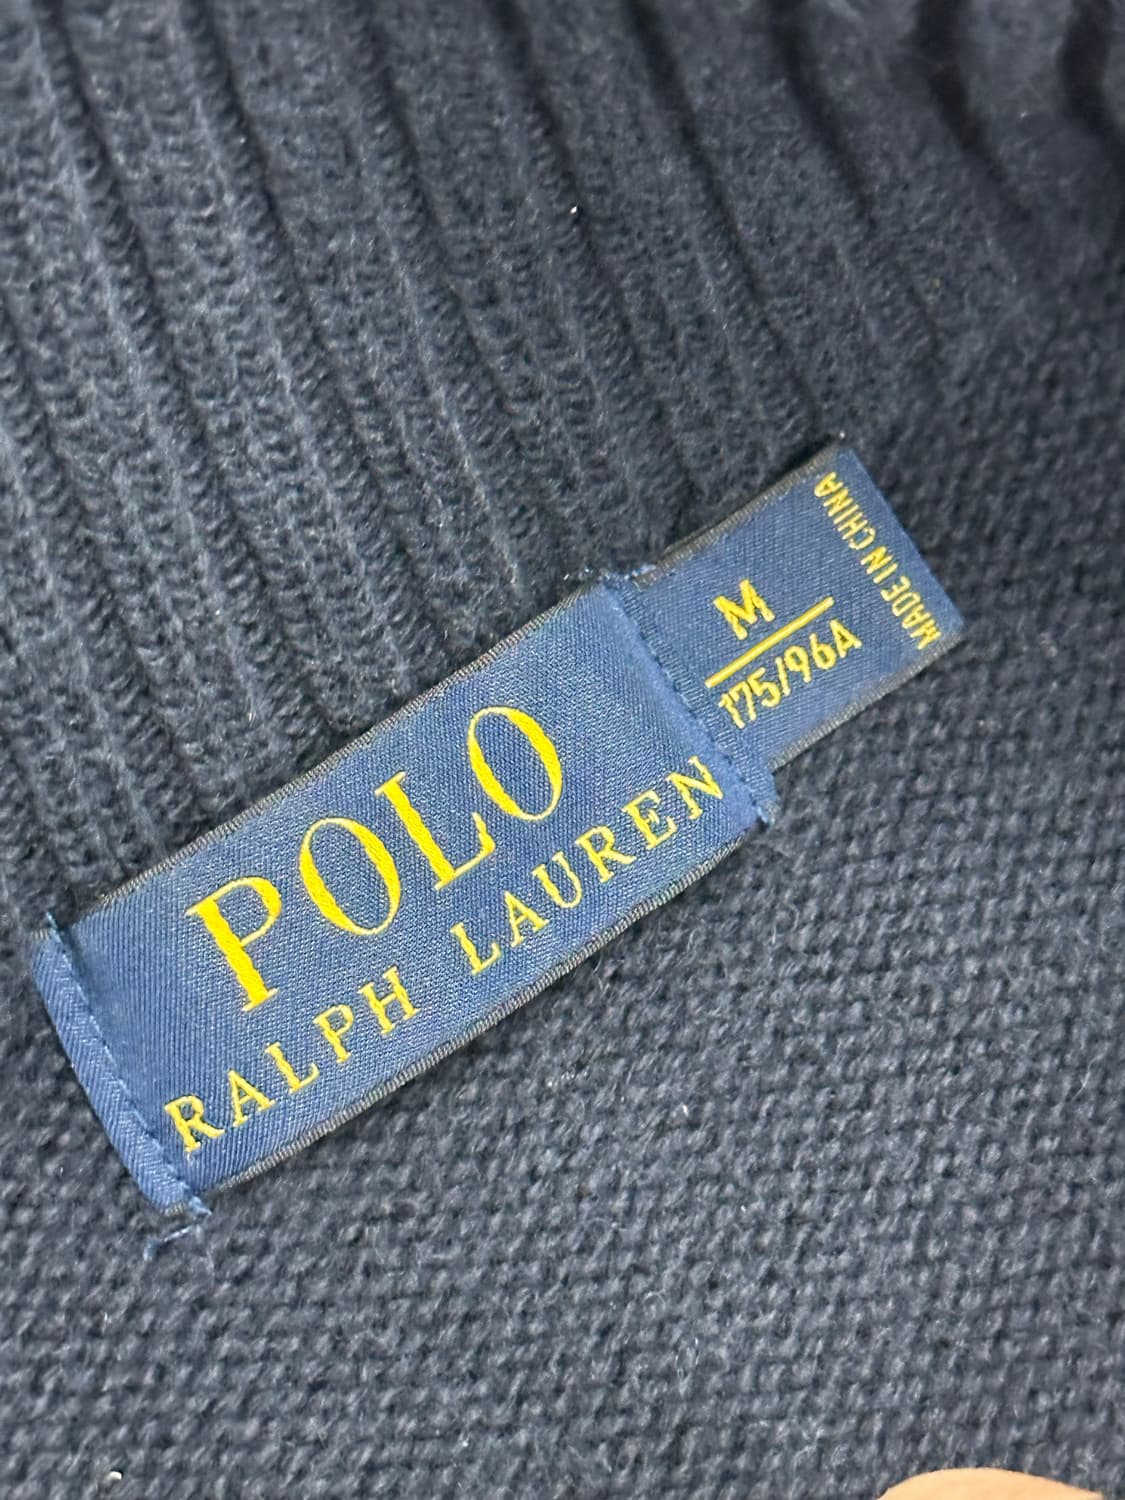 POLO
RALPH LAUREN
M
175/96A
MADE IN CHINA